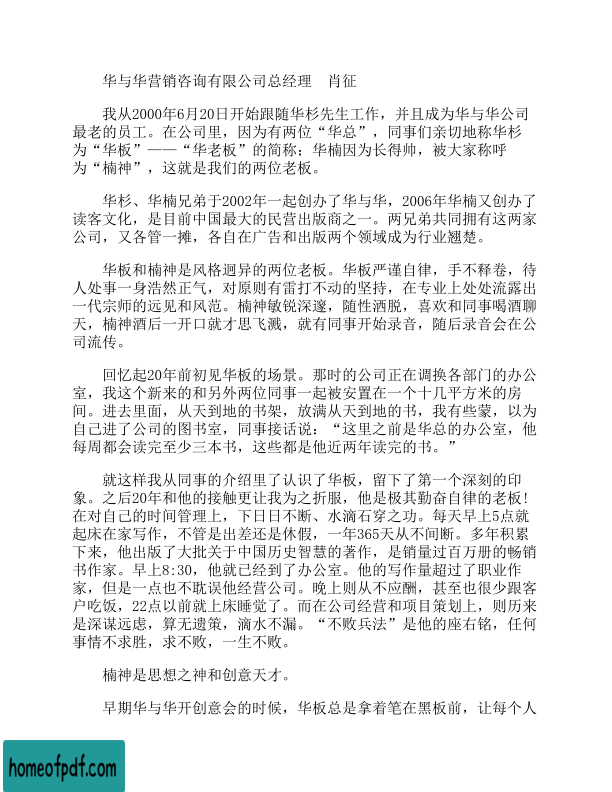 华与华营销咨询有限公司总经理　肖征
我从2000年6月20日开始跟随华杉先生工作，并且成为华与华公司
最老的员工。在公司里，因为有两位“华总”，同事们亲切地称华杉
为“华板”——“华老板”的简称；华楠因为长得帅，被大家称呼
为“楠神”，这就是我们的两位老板。
华杉、华楠兄弟于2002年一起创办了华与华，2006年华楠又创办了
读客文化，是目前中国最大的民营出版商之一。两兄弟共同拥有这两家
公司，又各管一摊，各自在广告和出版两个领域成为行业翘楚。
华板和楠神是风格迥异的两位老板。华板严谨自律，手不释卷，待
人处事一身浩然正气，对原则有雷打不动的坚持，在专业上处处流露出
一代宗师的远见和风范。楠神敏锐深邃，随性洒脱，喜欢和同事喝酒聊
天，楠神酒后一开口就才思飞溅，就有同事开始录音，随后录音会在公
司流传。
回忆起20年前初见华板的场景。那时的公司正在调换各部门的办公
室，我这个新来的和另外两位同事一起被安置在一个十几平方米的房
间。进去里面，从天到地的书架，放满从天到地的书，我有些蒙，以为
自己进了公司的图书室，同事接话说：“这里之前是华总的办公室，他
每周都会读完至少三本书，这些都是他近两年读完的书。”
就这样我从同事的介绍里了认识了华板，留下了第一个深刻的印
象。之后20年和他的接触更让我为之折服，他是极其勤奋自律的老板！
在对自己的时间管理上，下日日不断、水滴石穿之功。每天早上5点就
起床在家写作，不管是出差还是休假，一年365天从不间断。多年积累
下来，他出版了大批关于中国历史智慧的著作，是销量过百万册的畅销
书作家。早上8:30，他就已经到了办公室。他的写作量超过了职业作
家，但是一点也不耽误他经营公司。晚上则从不应酬，甚至也很少跟客
户吃饭，22点以前就上床睡觉了。而在公司经营和项目策划上，则历来
是深谋远虑，算无遗策，滴水不漏。“不败兵法”是他的座右铭，任何
事情不求胜，求不败，一生不败。
楠神是思想之神和创意天才。
早期华与华开创意会的时候，华板总是拿着笔在黑板前，让每个人
homeofpdf.com